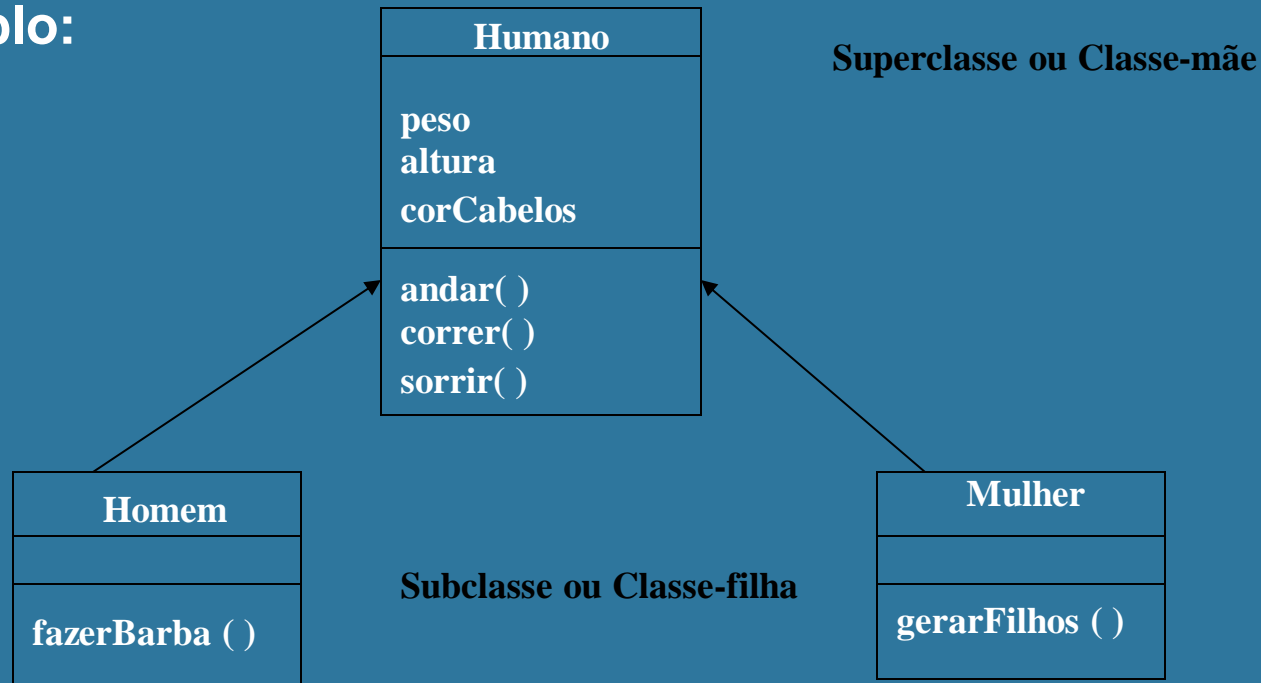 plo:
Humano
Superclasse ou Classe-mãe
peso
altura
corCabelos
andar( )
correr( )
sorrir( )
Homem
Mulher
Subclasse ou Classe-filha
fazerBarba ( )
gerarFilhos ( )